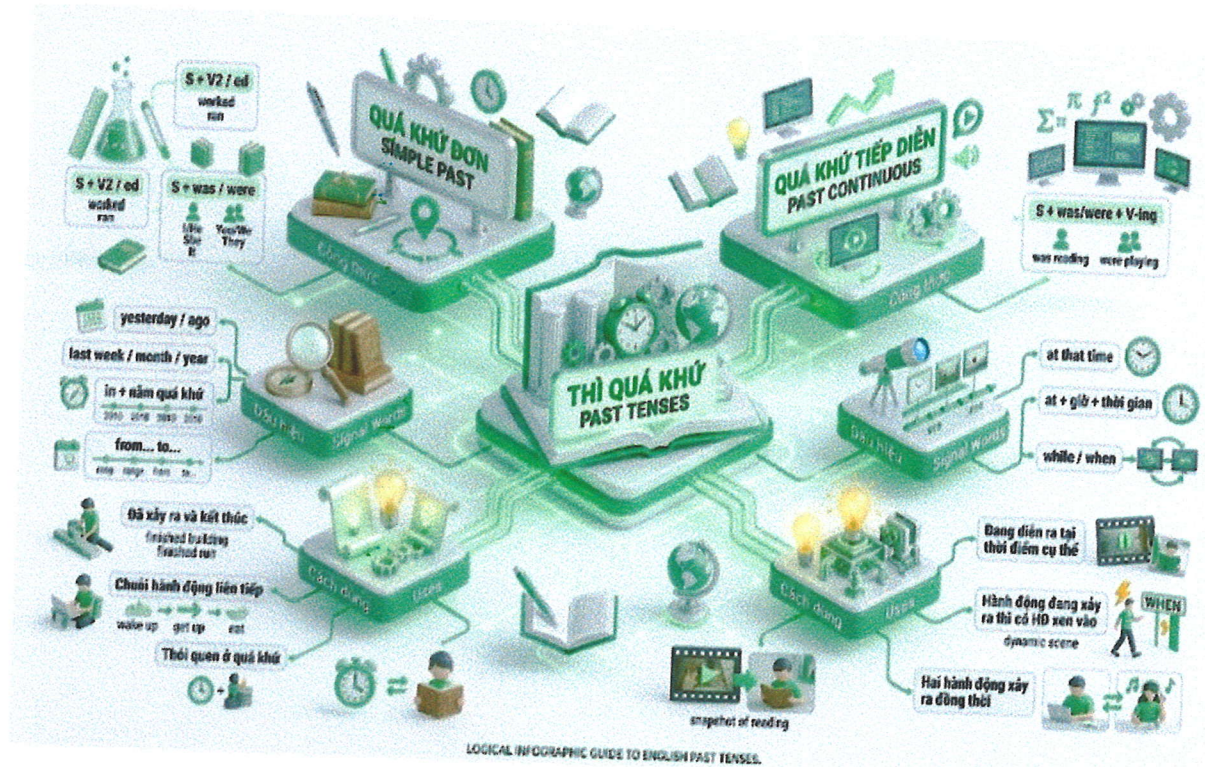 S + V2 / ed
worked
ran
S + V2 / ed
worked
ran
S + was / were
She
It
They
QUÁ KHỨ ĐƠN
SIMPLE PAST
QUÁ KHỨ TIẾP DIỄN
PAST CONTINUOUS
Công thức
Σ π f²
S + was/were + V-ing
was reading
were playing
yesterday / ago
last week / month / year
in + năm quá khứ
from... to...
Dấu hiệu
Signal Words
THÌ QUÁ KHỨ
PAST TENSES
Dấu hiệu
Signal Words
at that time
at + giờ + thời gian
while / when
Đã xảy ra và kết thúc
finished building
finished run
Chuỗi hành động liên tiếp
wake up
get up
eat
Thói quen ở quá khứ
Cách dùng
Uses
Cách dùng
Uses
Đang diễn ra tại
thời điểm cụ thể
Hành động đang xảy
ra thì có HĐ xen vào
dynamic scene
WHEN
Hai hành động xảy
ra đồng thời
snapshot of reading
LOGICAL INFOGRAPHIC GUIDE TO ENGLISH PAST TENSES.